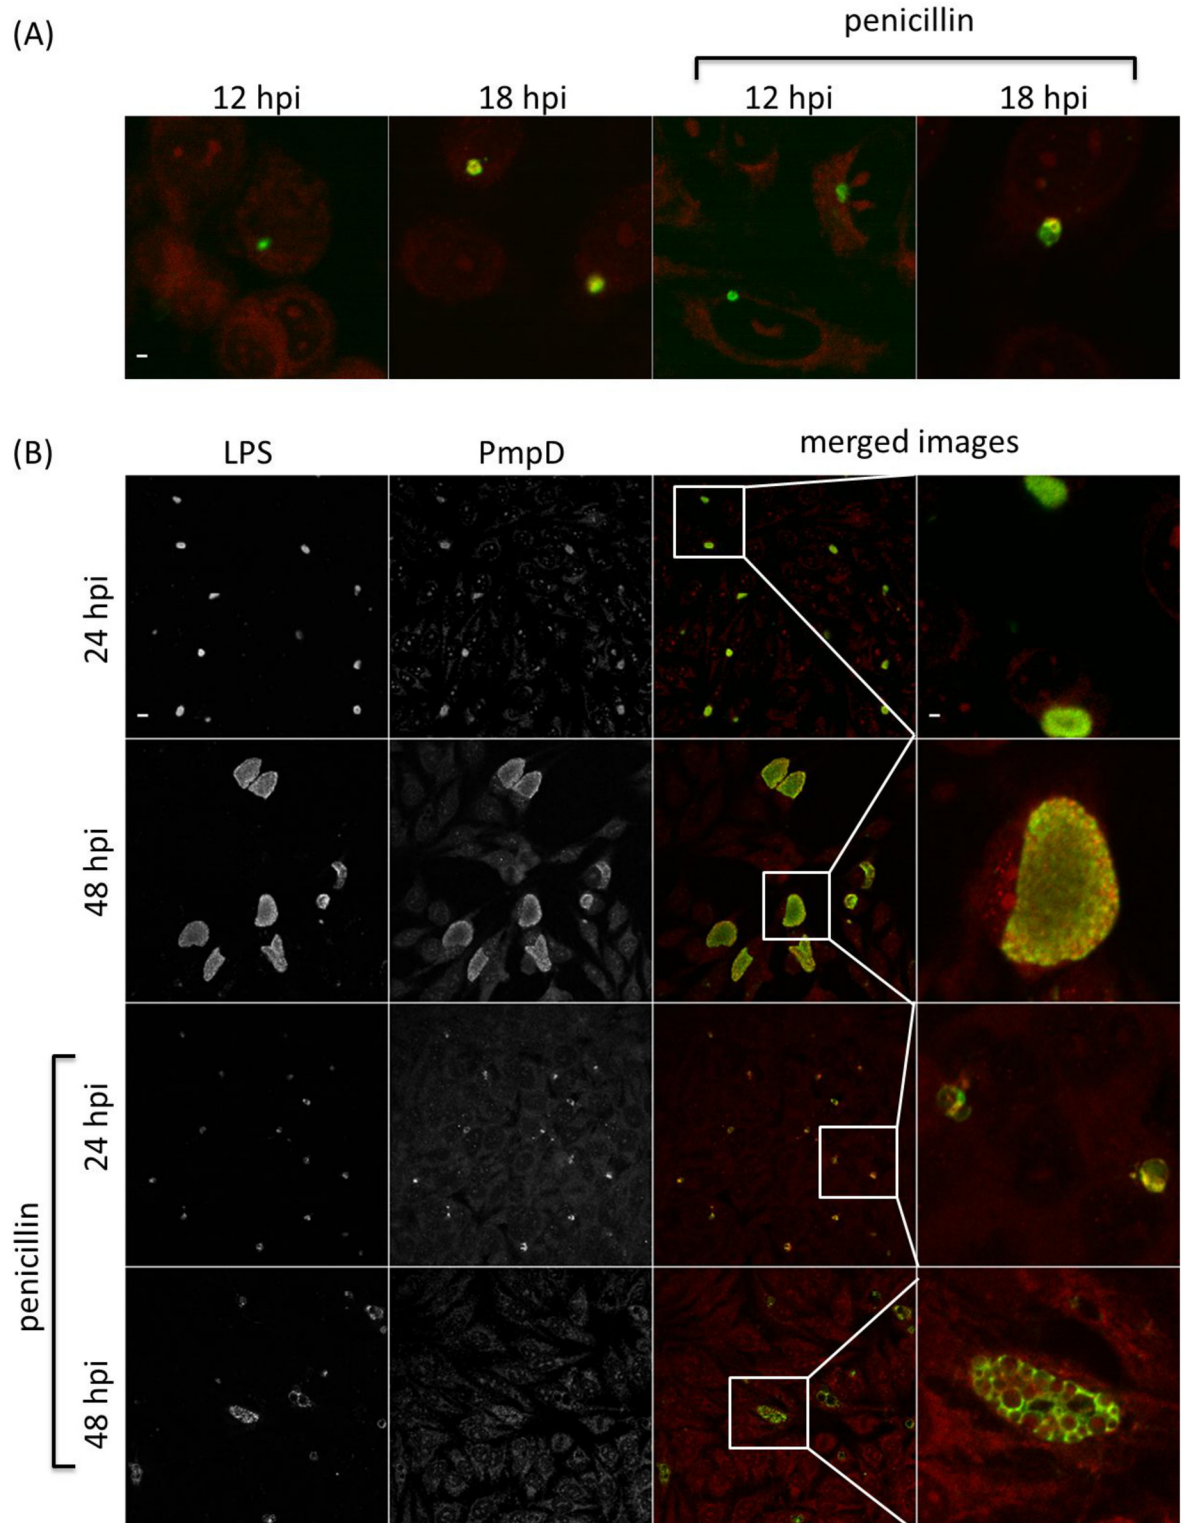 (A)
penicillin
12 hpi 18 hpi 12 hpi 18 hpi
(B)
LPS PmpD merged images
24 hpi
48 hpi
penicillin
24 hpi
48 hpi